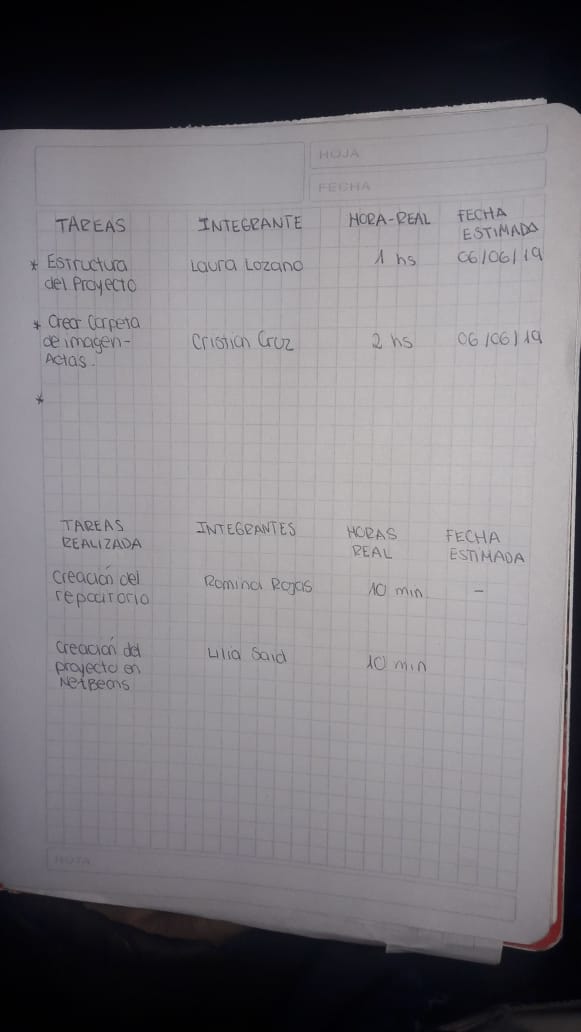 HOJA
FECHA
TAREAS INTEGRANTE HORA-REAL FECHA ESTIMADA
* Estructura del Proyecto Laura Lozano 1 hs 06/06/19
* Crear Carpeta de imagen- Actas. Cristian Cruz 2 hs 06/06/19
*
TAREAS REALIZADA INTEGRANTES HORAS REAL FECHA ESTIMADA
Creación del repocitorio Romina Rojas 10 min -
Creación del proyecto en NetBeans Lilia Said 10 min
NOTA